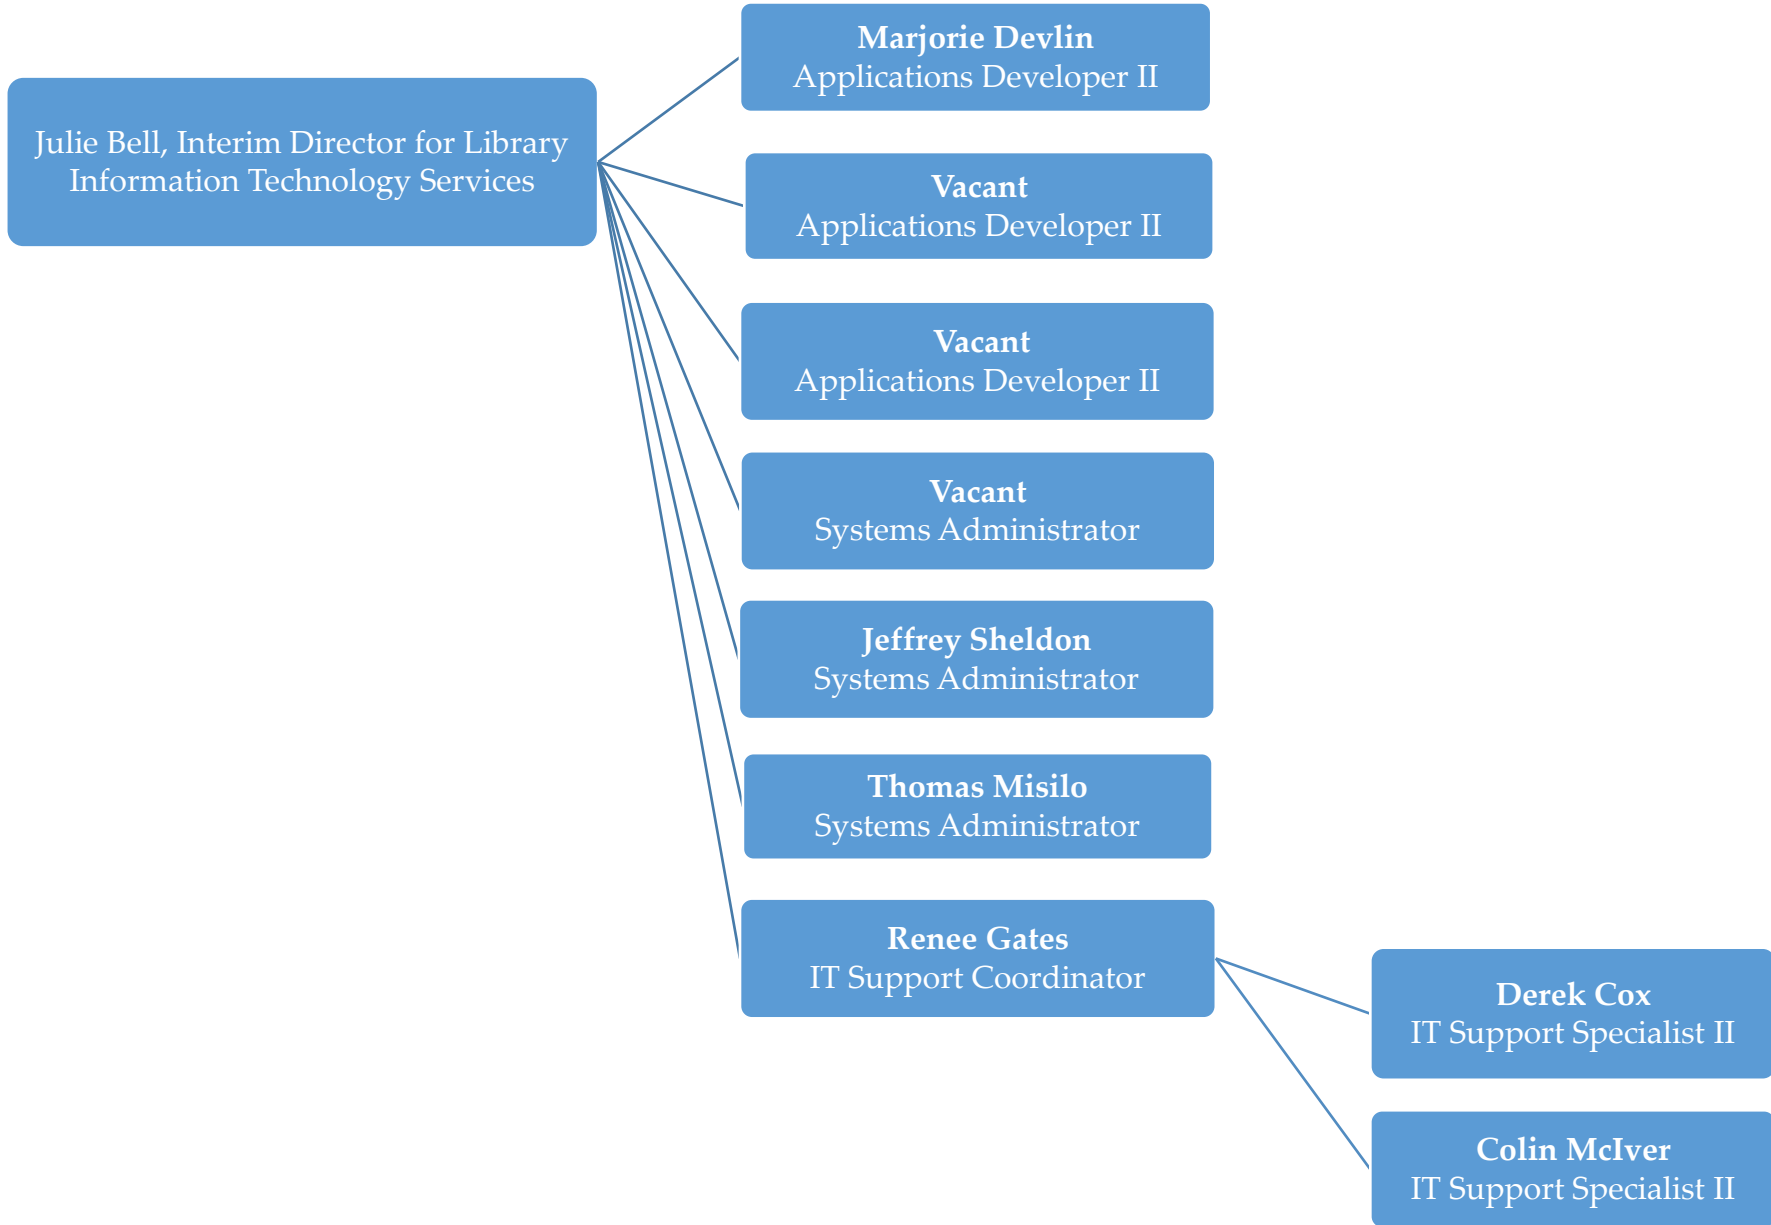 Julie Bell, Interim Director for Library
Information Technology Services
Marjorie Devlin
Applications Developer II
Vacant
Applications Developer II
Vacant
Applications Developer II
Vacant
Systems Administrator
Jeffrey Sheldon
Systems Administrator
Thomas Misilo
Systems Administrator
Renee Gates
IT Support Coordinator
Derek Cox
IT Support Specialist II
Colin McIver
IT Support Specialist II